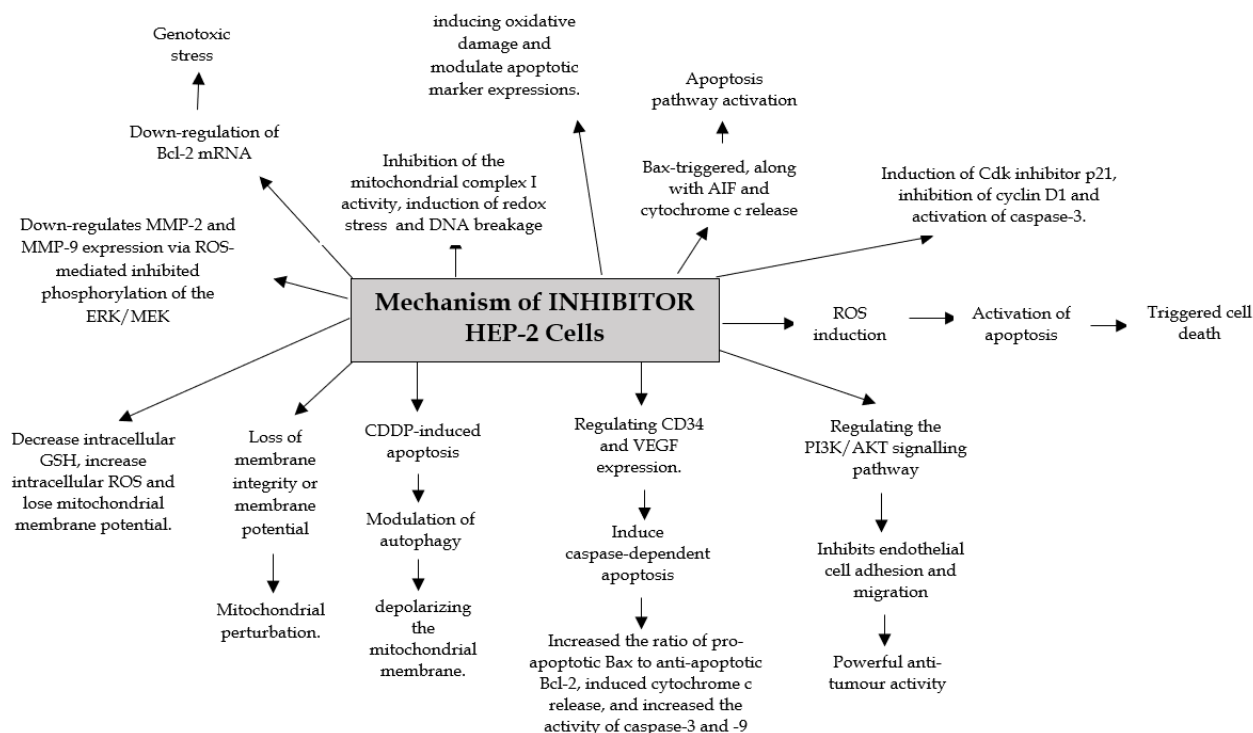 Genotoxic
stress
Down-regulation of
Bcl-2 mRNA
inducing oxidative
damage and
modulate apoptotic
marker expressions.
Apoptosis
pathway activation
Inhibition of the
mitochondrial complex I
activity, induction of redox
stress and DNA breakage
Bax-triggered, along
with AIF and
cytochrome c release
Induction of Cdk inhibitor p21,
inhibition of cyclin D1 and
activation of caspase-3.
Down-regulates MMP-2 and
MMP-9 expression via ROS-
mediated inhibited
phosphorylation of the
ERK/MEK
Mechanism of INHIBITOR
HEP-2 Cells
ROS
induction
Activation of
apoptosis
Triggered cell
death
Decrease intracellular
GSH, increase
intracellular ROS and
lose mitochondrial
membrane potential.
Loss of
membrane
integrity or
membrane
potential
Mitochondrial
perturbation.
CDDP-induced
apoptosis
Modulation of
autophagy
depolarizing
the
mitochondrial
membrane.
Regulating CD34
and VEGF
expression.
Induce
caspase-dependent
apoptosis
Increased the ratio of pro-
apoptotic Bax to anti-apoptotic
Bcl-2, induced cytochrome c
release, and increased the
activity of caspase-3 and -9
Regulating the
PI3K/AKT signalling
pathway
Inhibits endothelial
cell adhesion and
migration
Powerful anti-
tumour activity